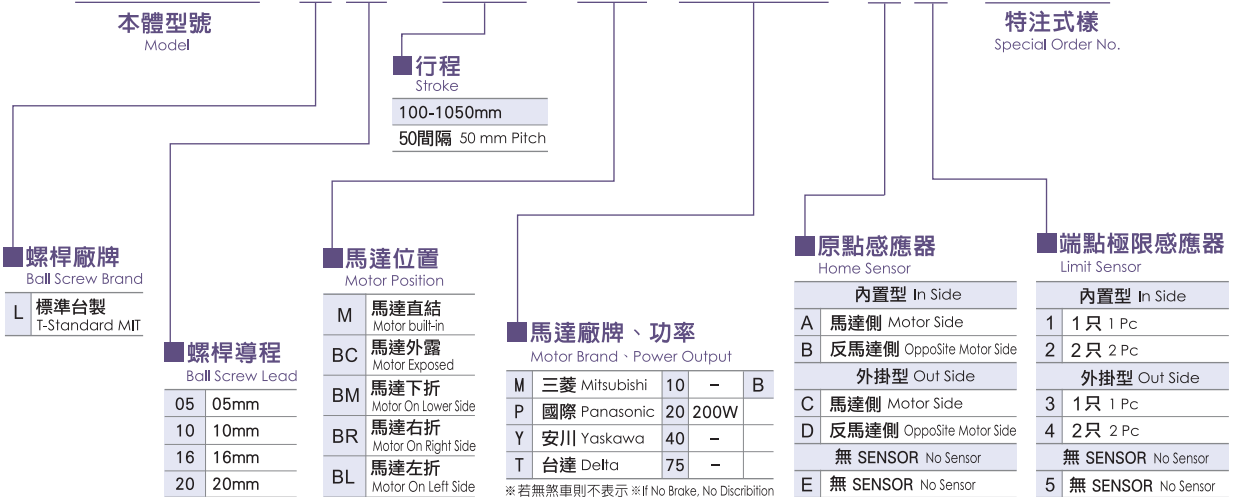 本體型號
Model
特注式樣
Special Order No.
行程
Stroke
100-1050mm
50間隔 50 mm Pitch
螺桿廠牌
Ball Screw Brand
L 標準台製
T-Standard MIT
螺桿導程
Ball Screw Lead
05 05mm
10 10mm
16 16mm
20 20mm
馬達位置
Motor Position
M 馬達直結
Motor built-in
BC 馬達外露
Motor Exposed
BM 馬達下折
Motor On Lower Side
BR 馬達右折
Motor On Right Side
BL 馬達左折
Motor On Left Side
馬達廠牌、功率
Motor Brand、Power Output
M 三菱 Mitsubishi 10 – B
P 國際 Panasonic 20 200W
Y 安川 Yaskawa 40 –
T 台達 Delta 75 –
※若無煞車則不表示 ※If No Brake, No Discribition
原點感應器
Home Sensor
內置型 In Side
A 馬達側 Motor Side
B 反馬達側 OppoSite Motor Side
外掛型 Out Side
C 馬達側 Motor Side
D 反馬達側 OppoSite Motor Side
無 SENSOR No Sensor
E 無 SENSOR No Sensor
端點極限感應器
Limit Sensor
內置型 In Side
1 1只 1 Pc
2 2只 2 Pc
外掛型 Out Side
3 1只 1 Pc
4 2只 2 Pc
無 SENSOR No Sensor
5 無 SENSOR No Sensor